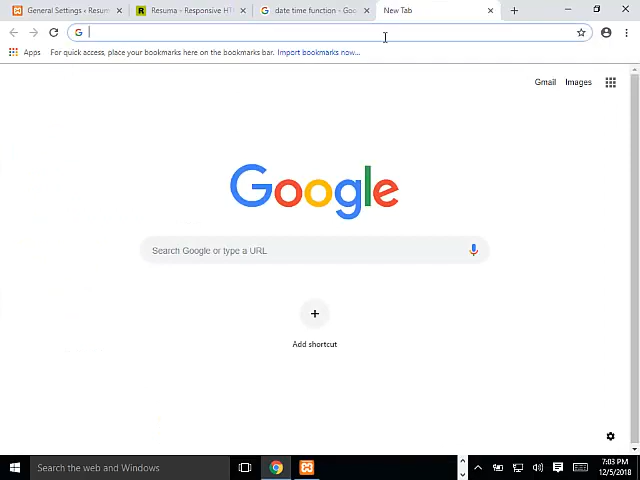 General Settings ‹ Resum
Resuma - Responsive HT
date time function - Goo
New Tab
Apps
For quick access, place your bookmarks here on the bookmarks bar. Import bookmarks now...
Gmail
Images
Google
Search Google or type a URL
Add shortcut
Search the web and Windows
7:03 PM
12/5/2018